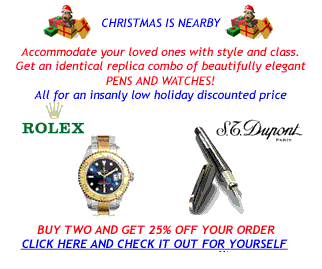 CHRISTMAS IS NEARBY
Accommodate your loved ones with style and class.
Get an identical replica combo of beautifully elegant
PENS AND WATCHES!
All for an insanly low holiday discounted price
ROLEX
S.T. Dupont
PARIS
BUY TWO AND GET 25% OFF YOUR ORDER
CLICK HERE AND CHECK IT OUT FOR YOURSELF